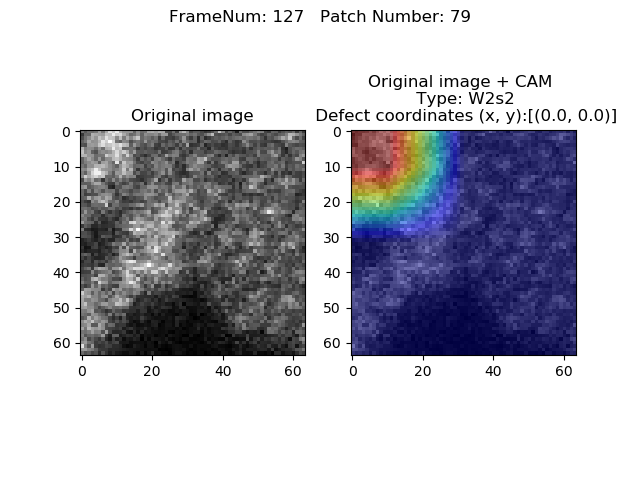 FrameNum: 127   Patch Number: 79
Original image
0
10
20
30
40
50
60
0 20 40 60
Original image + CAM
Type: W2s2
Defect coordinates (x, y):[(0.0, 0.0)]
0
10
20
30
40
50
60
0 20 40 60